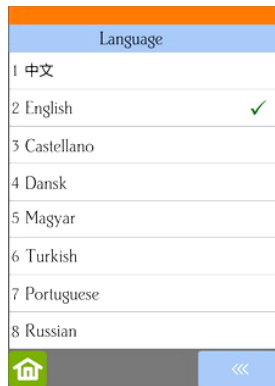 Language
1 中文
2 English
3 Castellano
4 Dansk
5 Magyar
6 Turkish
7 Portuguese
8 Russian